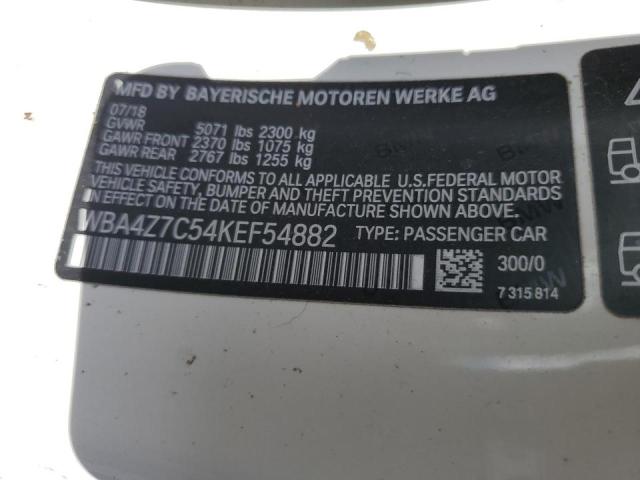 MFD BY BAYERISCHE MOTOREN WERKE AG
07/18
GVWR 5071 lbs 2300 kg
GAWR FRONT 2370 lbs 1075 kg
GAWR REAR 2767 lbs 1255 kg
THIS VEHICLE CONFORMS TO ALL APPLICABLE U.S.FEDERAL MOTOR
VEHICLE SAFETY, BUMPER AND THEFT PREVENTION STANDARDS
IN EFFECT ON THE DATE OF MANUFACTURE SHOWN ABOVE.
WBA4Z7C54KEF54882 TYPE: PASSENGER CAR
300/0
7 315 814